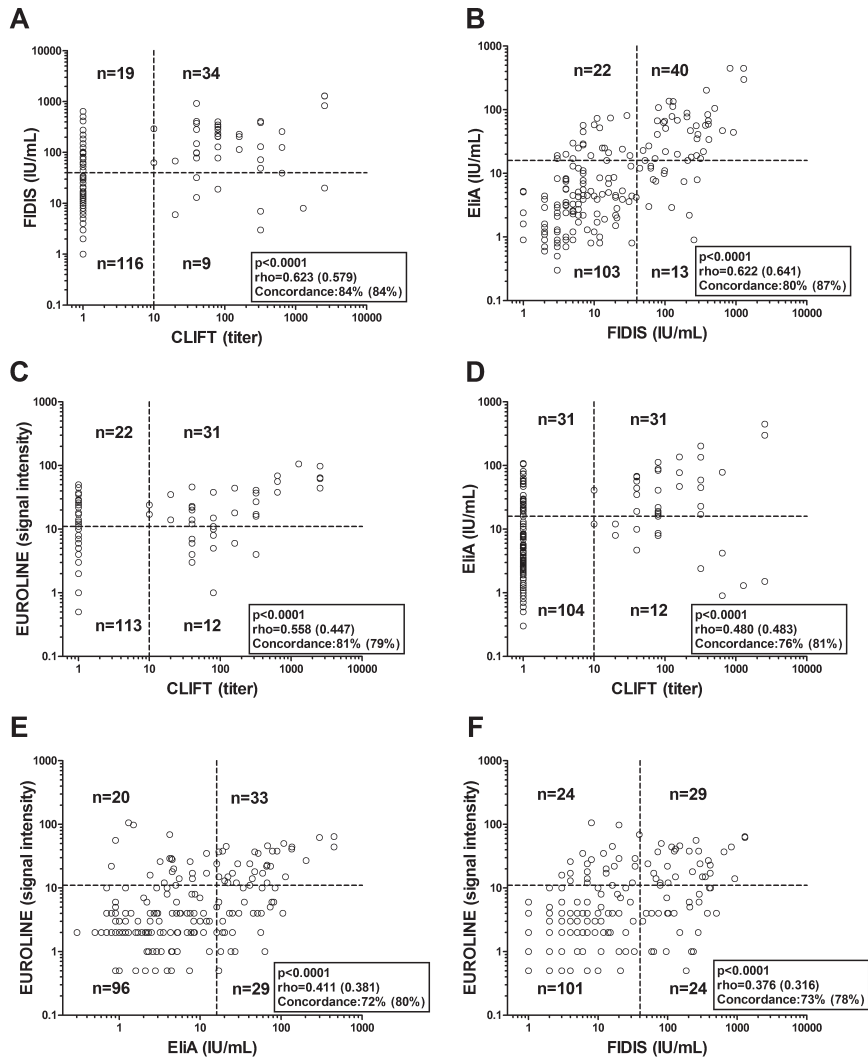 A
FIDIS (IU/mL)
10000
1000
100
10
1
0.1
n=19
n=34
n=116
n=9
p<0.0001
rho=0.623 (0.579)
Concordance:84% (84%)
1
10
100
1000
10000
CLIFT (titer)
B
EliA (IU/mL)
1000
100
10
1
0.1
n=22
n=40
n=103
n=13
p<0.0001
rho=0.622 (0.641)
Concordance:80% (87%)
1
10
100
1000
10000
FIDIS (IU/mL)
C
EUROLINE (signal intensity)
1000
100
10
1
0.1
n=22
n=31
n=113
n=12
p<0.0001
rho=0.558 (0.447)
Concordance:81% (79%)
1
10
100
1000
10000
CLIFT (titer)
D
EliA (IU/mL)
1000
100
10
1
0.1
n=31
n=31
n=104
n=12
p<0.0001
rho=0.480 (0.483)
Concordance:76% (81%)
1
10
100
1000
10000
CLIFT (titer)
E
EUROLINE (signal intensity)
1000
100
10
1
0.1
n=20
n=33
n=96
n=29
p<0.0001
rho=0.411 (0.381)
Concordance:72% (80%)
1
10
100
1000
EliA (IU/mL)
F
EUROLINE (signal intensity)
1000
100
10
1
0.1
n=24
n=29
n=101
n=24
p<0.0001
rho=0.376 (0.316)
Concordance:73% (78%)
1
10
100
1000
10000
FIDIS (IU/mL)